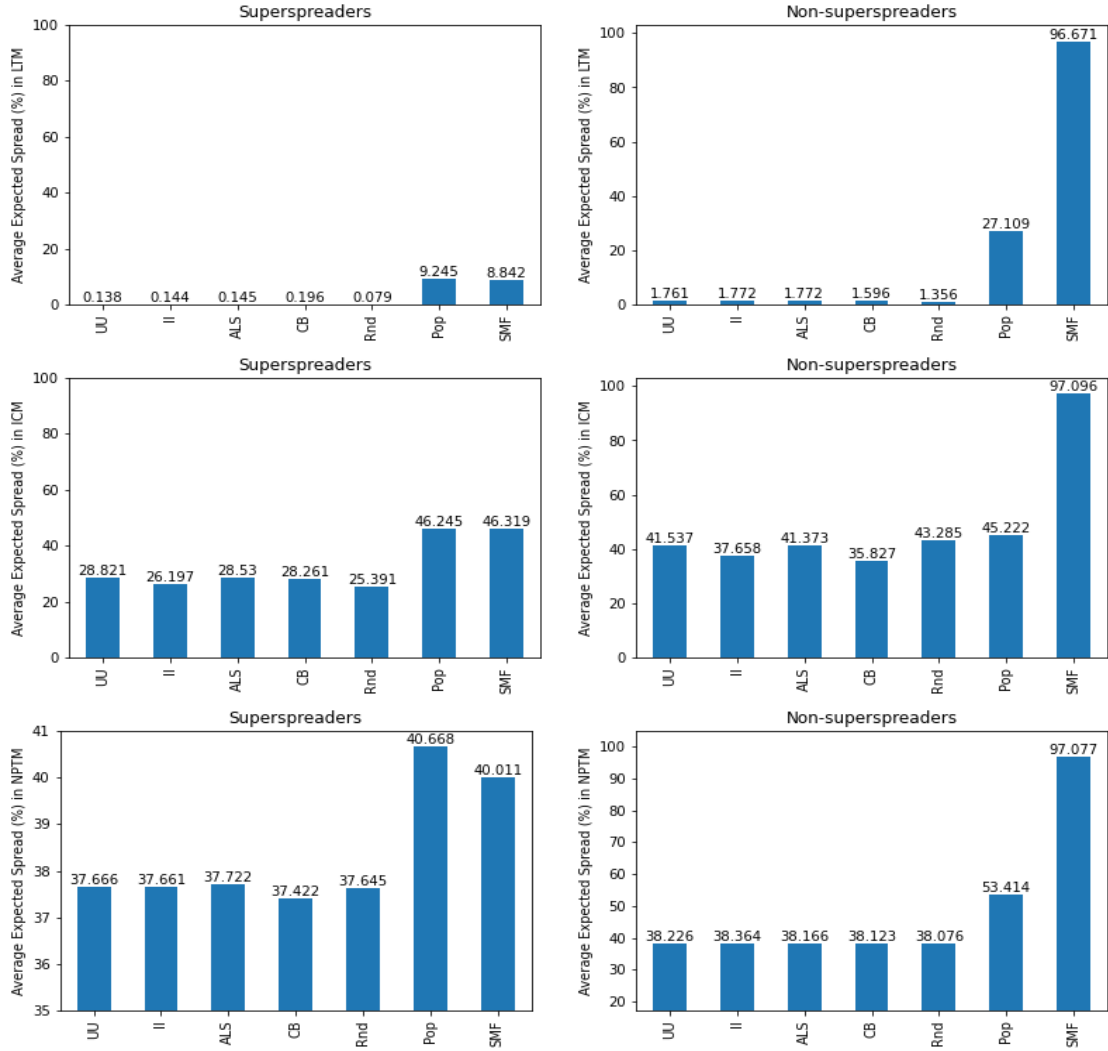 Superspreaders
Average Expected Spread (%) in LTM
100
80
60
40
20
0
0.138 0.144 0.145 0.196 0.079 9.245 8.842
UU II ALS CB Rnd Pop SMF
Non-superspreaders
Average Expected Spread (%) in LTM
100
80
60
40
20
0
1.761 1.772 1.772 1.596 1.356 27.109 96.671
UU II ALS CB Rnd Pop SMF
Superspreaders
Average Expected Spread (%) in ICM
100
80
60
40
20
0
28.821 26.197 28.53 28.261 25.391 46.245 46.319
UU II ALS CB Rnd Pop SMF
Non-superspreaders
Average Expected Spread (%) in ICM
100
80
60
40
20
0
41.537 37.658 41.373 35.827 43.285 45.222 97.096
UU II ALS CB Rnd Pop SMF
Superspreaders
Average Expected Spread (%) in NPTM
41
40
39
38
37
36
35
37.666 37.661 37.722 37.422 37.645 40.668 40.011
UU II ALS CB Rnd Pop SMF
Non-superspreaders
Average Expected Spread (%) in NPTM
100
90
80
70
60
50
40
30
20
38.226 38.364 38.166 38.123 38.076 53.414 97.077
UU II ALS CB Rnd Pop SMF